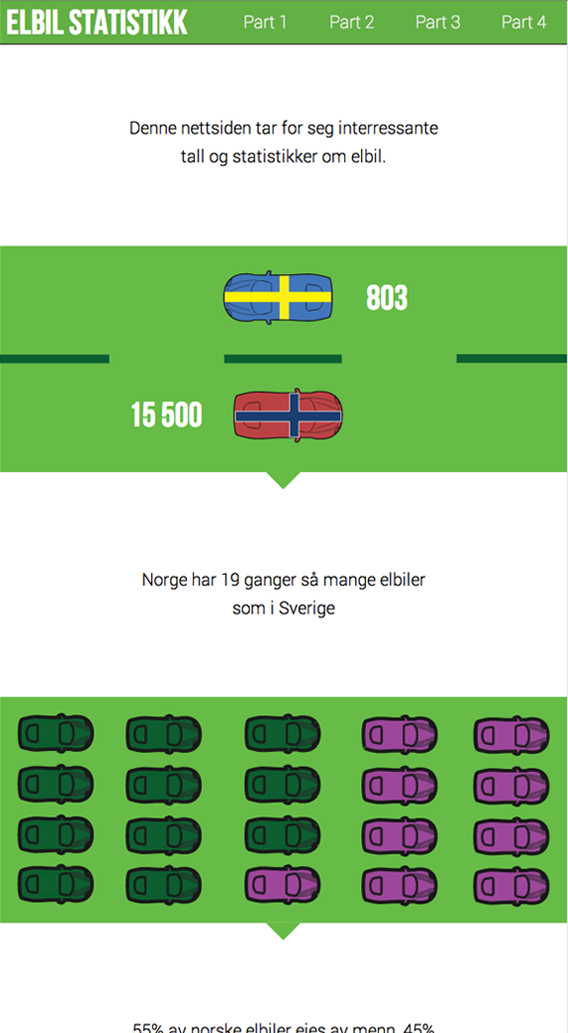 ELBIL STATISTIKK Part 1 Part 2 Part 3 Part 4
Denne nettsiden tar for seg interressante
tall og statistikker om elbil.
803
15 500
Norge har 19 ganger så mange elbiler
som i Sverige
55% av norske elbiler eies av menn, 45%